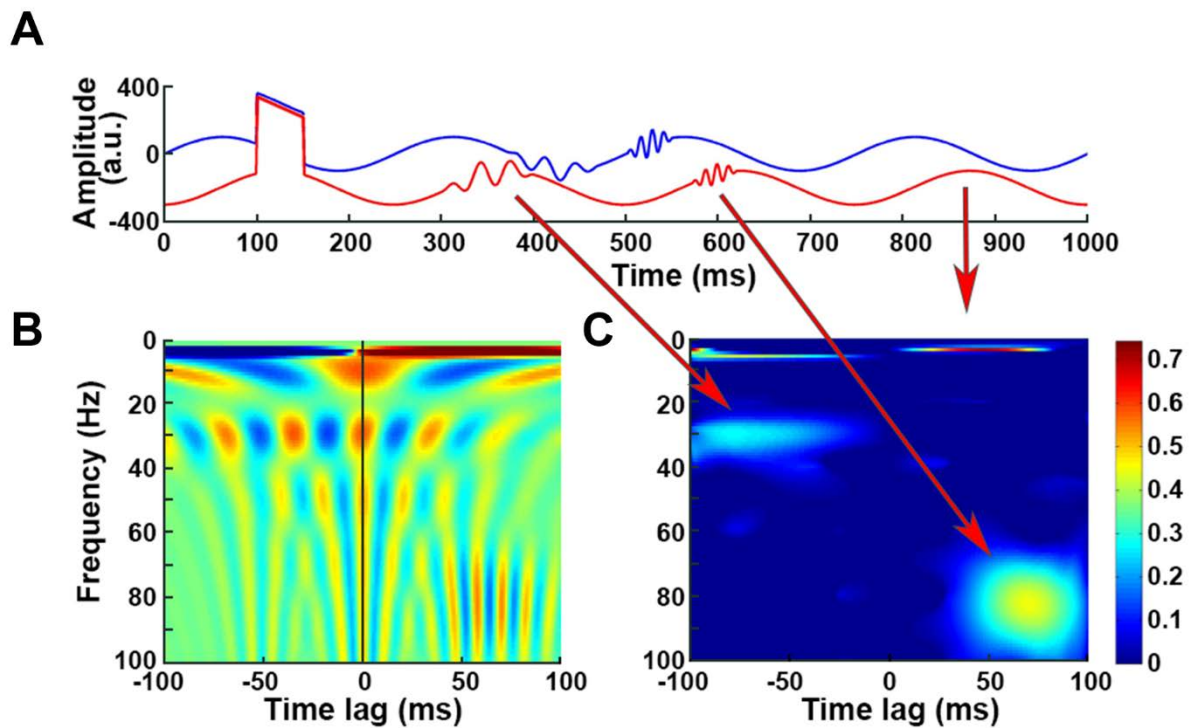 A
Amplitude
(a.u.)
400
0
-400
0 100 200 300 400 500 600 700 800 900 1000
Time (ms)
B
Frequency (Hz)
0
20
40
60
80
100
-100 -50 0 50 100
Time lag (ms)
C
0
20
40
60
80
100
-100 -50 0 50 100
Time lag (ms)
0.7
0.6
0.5
0.4
0.3
0.2
0.1
0